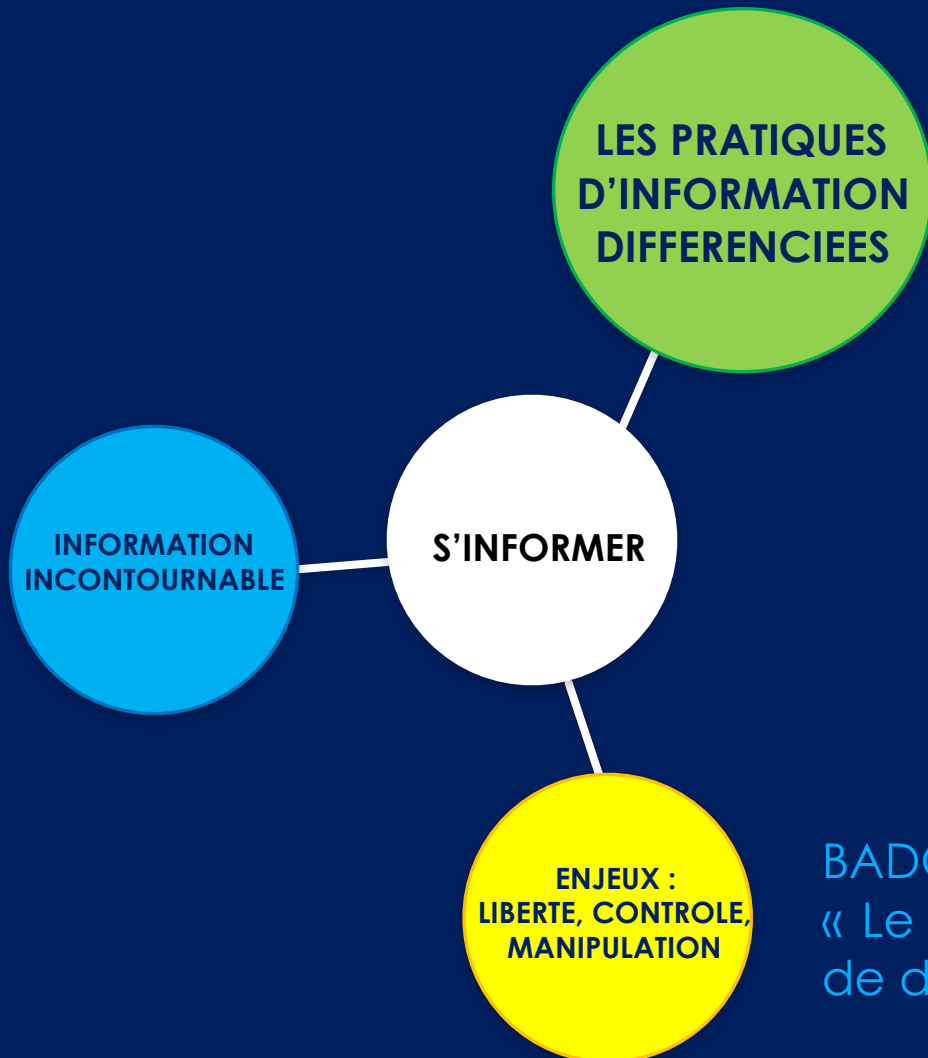 LES PRATIQUES
D’INFORMATION
DIFFERENCIEES
INFORMATION
INCONTOURNABLE
S’INFORMER
ENJEUX :
LIBERTE, CONTROLE,
MANIPULATION
« Le
de